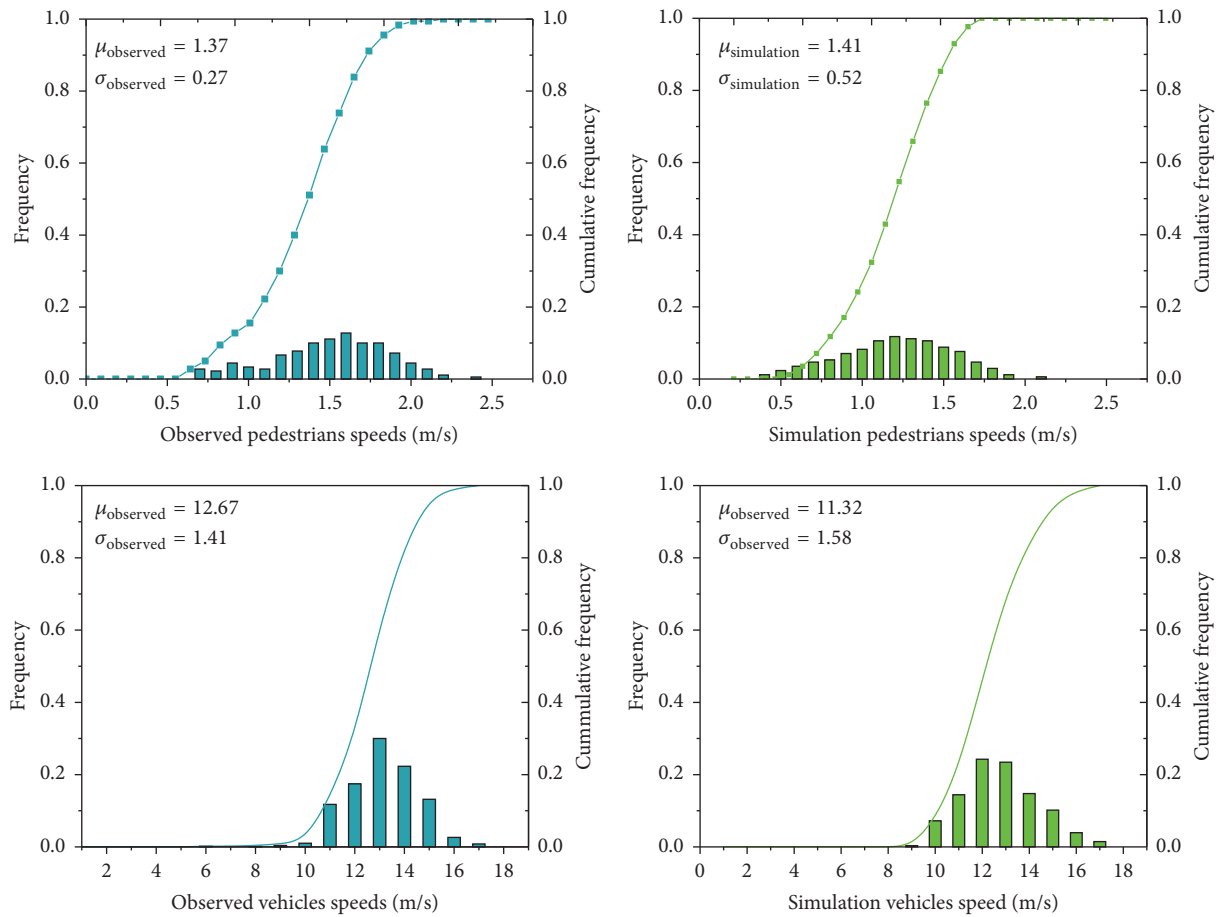 μobserved = 1.37
σobserved = 0.27
Frequency
Cumulative frequency
1.0
0.8
0.6
0.4
0.2
0.0
1.0
0.8
0.6
0.4
0.2
0.0
0.0 0.5 1.0 1.5 2.0 2.5
Observed pedestrians speeds (m/s)
μsimulation = 1.41
σsimulation = 0.52
Frequency
Cumulative frequency
1.0
0.8
0.6
0.4
0.2
0.0
1.0
0.8
0.6
0.4
0.2
0.0
0.0 0.5 1.0 1.5 2.0 2.5
Simulation pedestrians speeds (m/s)
μobserved = 12.67
σobserved = 1.41
Frequency
Cummulative frequency
1.0
0.8
0.6
0.4
0.2
0.0
1.0
0.8
0.6
0.4
0.2
0.0
2 4 6 8 10 12 14 16 18
Observed vehicles speeds (m/s)
μobserved = 11.32
σobserved = 1.58
Frequency
Cumulative frequency
1.0
0.8
0.6
0.4
0.2
0.0
1.0
0.8
0.6
0.4
0.2
0.0
0 2 4 6 8 10 12 14 16 18
Simulation vehicles speed (m/s)